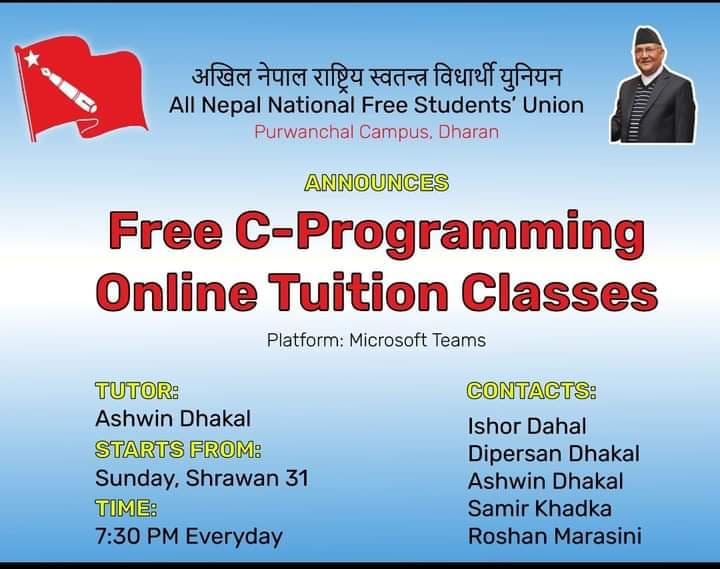 अखिल नेपाल राष्ट्रिय स्वतन्त्र विधार्थी युनियन
All Nepal National Free Students' Union
Purwanchal Campus, Dharan
ANNOUNCES
Free C-Programming
Online Tuition Classes
Platform: Microsoft Teams
TUTOR:
Ashwin Dhakal
STARTS FROM:
Sunday, Shrawan 31
TIME:
7:30 PM Everyday
CONTACTS:
Ishor Dahal
Dipersan Dhakal
Ashwin Dhakal
Samir Khadka
Roshan Marasini